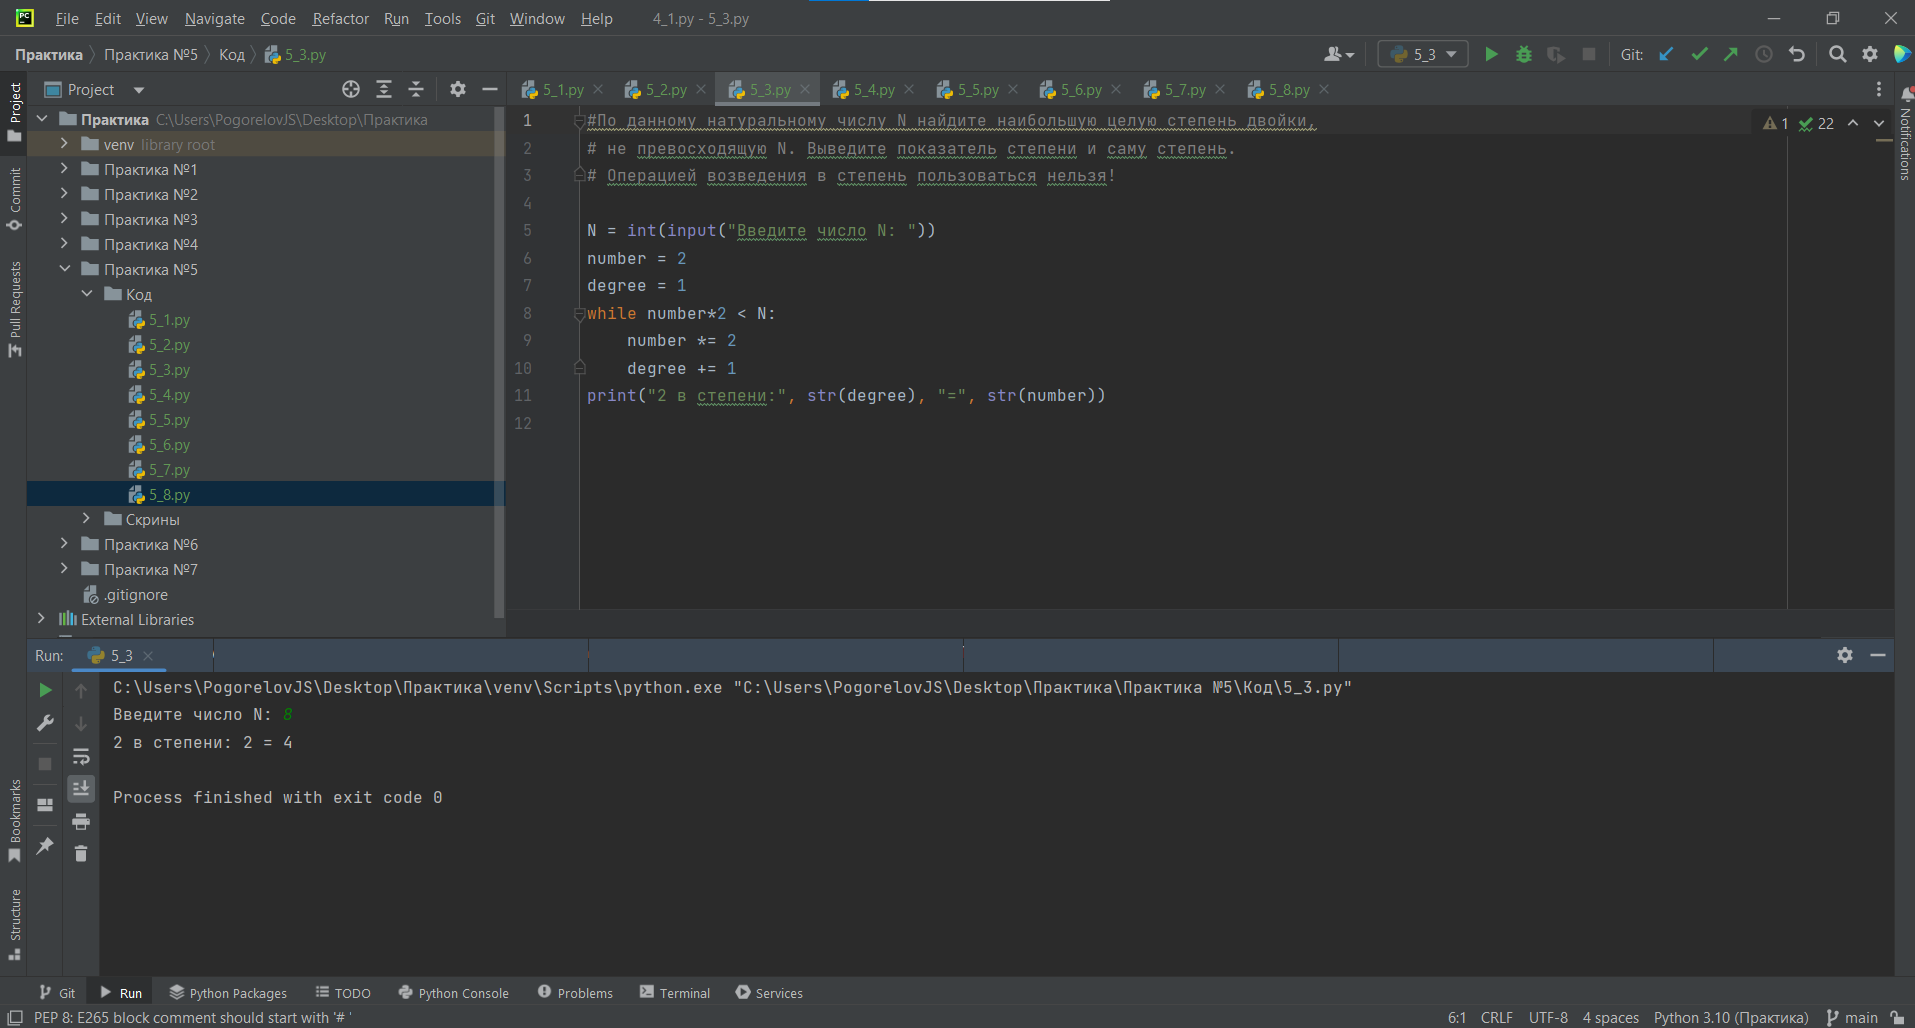 File Edit View Navigate Code Refactor Run Tools Git Window Help 4_1.py - 5_3.py
Практика Практика №5 Код 5_3.py 5_3 Git:
Project
5_1.py 5_2.py 5_3.py 5_4.py 5_5.py 5_6.py 5_7.py 5_8.py
Project
Commit
Pull Requests
Bookmarks
Structure
Notifications
Практика C:\Users\PogorelovJS\Desktop\Практика
venv library root
Практика №1
Практика №2
Практика №3
Практика №4
Практика №5
Код
5_1.py
5_2.py
5_3.py
5_4.py
5_5.py
5_6.py
5_7.py
5_8.py
Скрины
Практика №6
Практика №7
.gitignore
External Libraries
1 #По данному натуральному числу N найдите наибольшую целую степень двойки, 1 22
2 # не превосходящую N. Выведите показатель степени и саму степень.
3 # Операцией возведения в степень пользоваться нельзя!
4
5 N = int(input("Введите число N: "))
6 number = 2
7 degree = 1
8 while number*2 < N:
9 number *= 2
10 degree += 1
11 print("2 в степени:", str(degree), "=", str(number))
12
Run: 5_3
C:\Users\PogorelovJS\Desktop\Практика\venv\Scripts\python.exe "C:\Users\PogorelovJS\Desktop\Практика\Практика №5\Код\5_3.py"
Введите число N: 8
2 в степени: 2 = 4
Process finished with exit code 0
Git Run Python Packages TODO Python Console Problems Terminal Services
PEP 8: E265 block comment should start with '# ' 6:1 CRLF UTF-8 4 spaces Python 3.10 (Практика) main